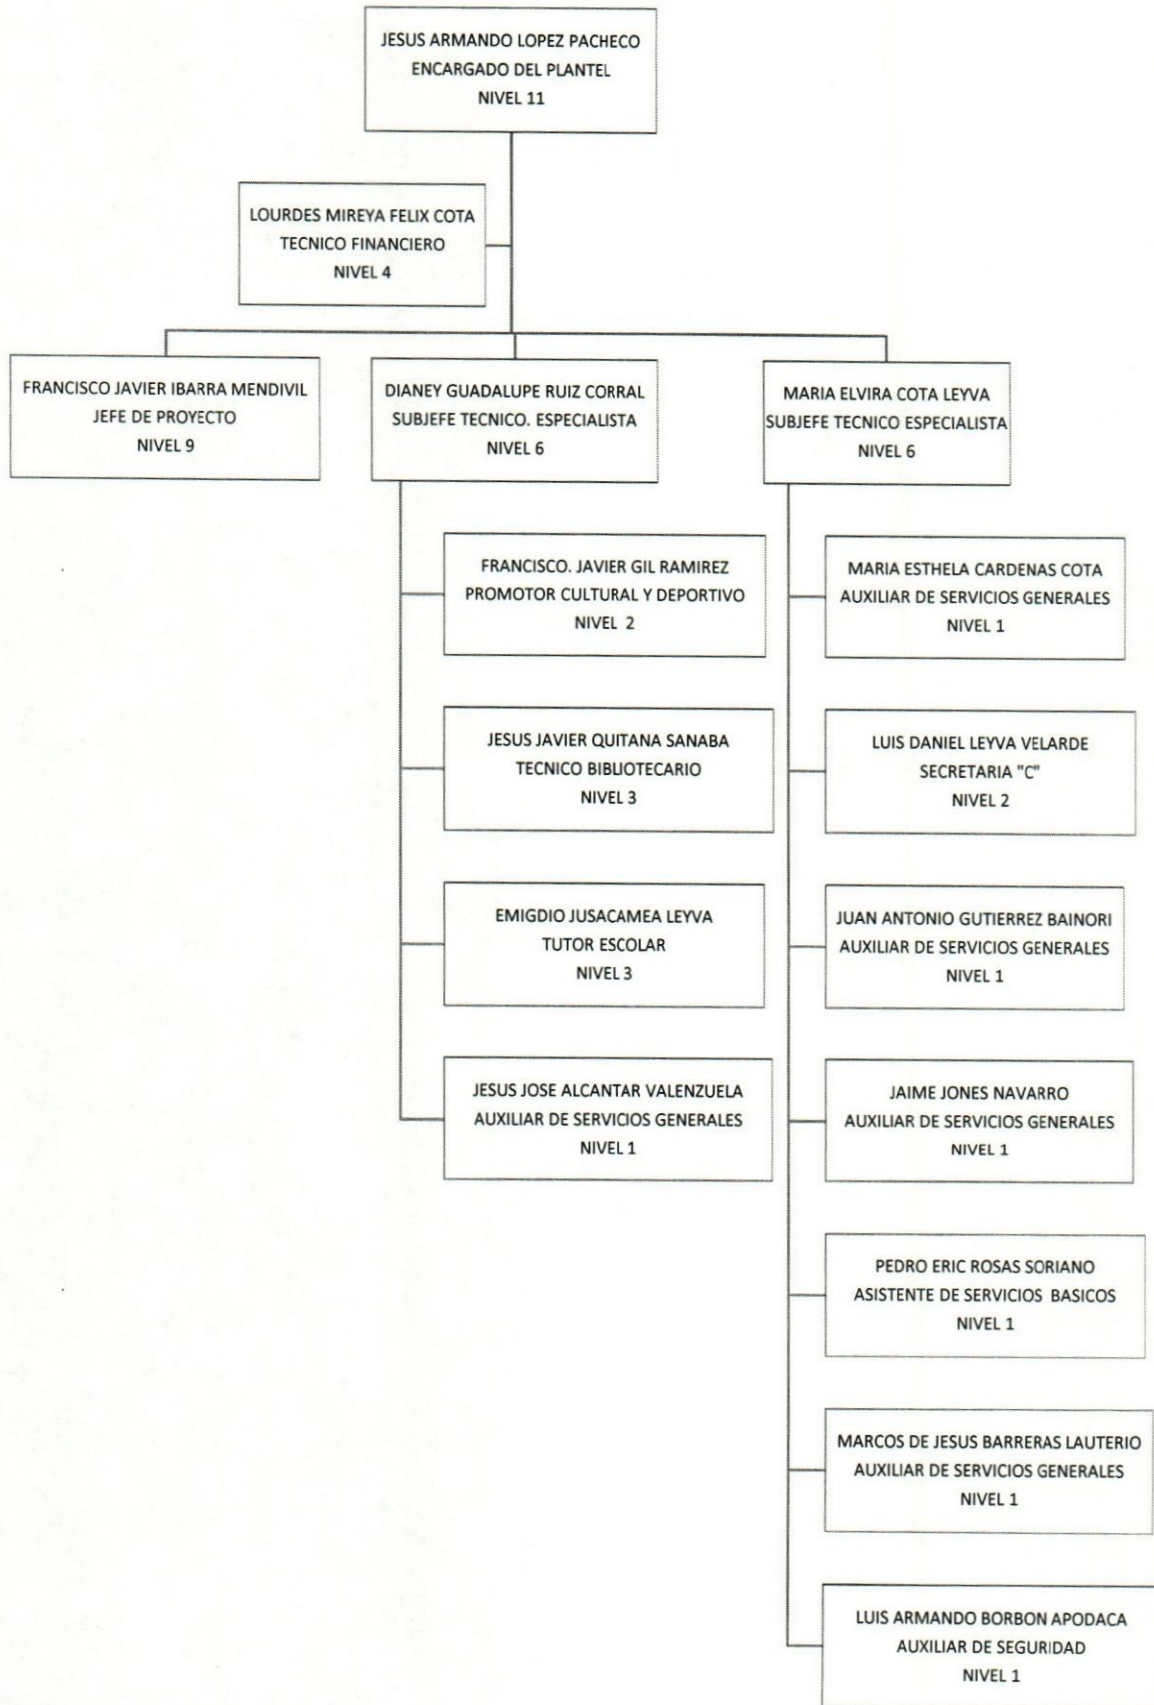 JESUS ARMANDO LOPEZ PACHECO
ENCARGADO DEL PLANTEL
NIVEL 11
LOURDES MIREYA FELIX COTA
TECNICO FINANCIERO
NIVEL 4
FRANCISCO JAVIER IBARRA MENDIVIL
JEFE DE PROYECTO
NIVEL 9
DIANEY GUADALUPE RUIZ CORRAL
SUBJEFE TECNICO. ESPECIALISTA
NIVEL 6
MARIA ELVIRA COTA LEYVA
SUBJEFE TECNICO ESPECIALISTA
NIVEL 6
FRANCISCO. JAVIER GIL RAMIREZ
PROMOTOR CULTURAL Y DEPORTIVO
NIVEL 2
JESUS JAVIER QUITANA SANABA
TECNICO BIBLIOTECARIO
NIVEL 3
EMIGDIO JUSACAMEA LEYVA
TUTOR ESCOLAR
NIVEL 3
JESUS JOSE ALCANTAR VALENZUELA
AUXILIAR DE SERVICIOS GENERALES
NIVEL 1
MARIA ESTHELA CARDENAS COTA
AUXILIAR DE SERVICIOS GENERALES
NIVEL 1
LUIS DANIEL LEYVA VELARDE
SECRETARIA "C"
NIVEL 2
JUAN ANTONIO GUTIERREZ BAINORI
AUXILIAR DE SERVICIOS GENERALES
NIVEL 1
JAIME JONES NAVARRO
AUXILIAR DE SERVICIOS GENERALES
NIVEL 1
PEDRO ERIC ROSAS SORIANO
ASISTENTE DE SERVICIOS BASICOS
NIVEL 1
MARCOS DE JESUS BARRERAS LAUTERIO
AUXILIAR DE SERVICIOS GENERALES
NIVEL 1
LUIS ARMANDO BORBON APODACA
AUXILIAR DE SEGURIDAD
NIVEL 1